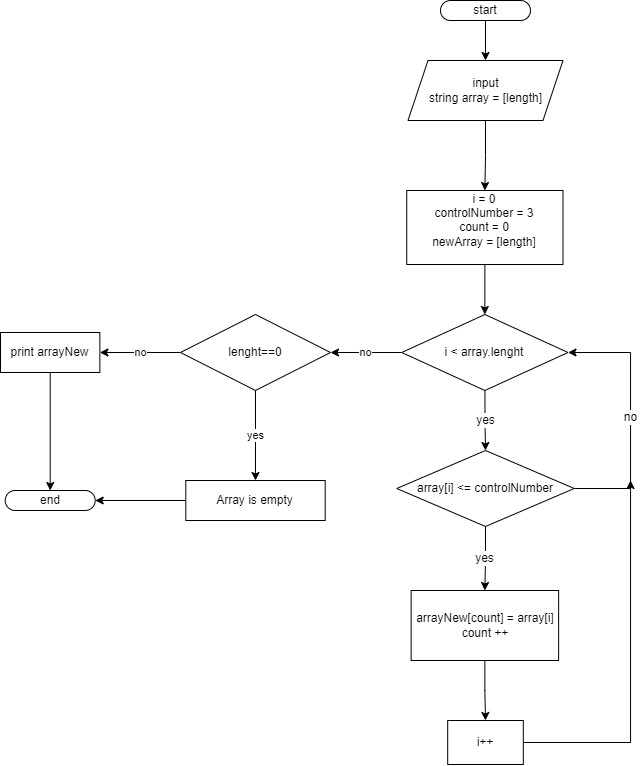 start
input
string array = [length]
i = 0
controlNumber = 3
count = 0
newArray = [length]
i < array.lenght
no
lenght==0
no
print arrayNew
yes
yes
no
array[i] <= controlNumber
end
Array is empty
yes
arrayNew[count] = array[i]
count ++
i++